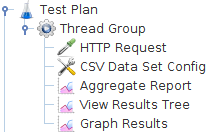 Test Plan
Thread Group
HTTP Request
CSV Data Set Config
Aggregate Report
View Results Tree
Graph Results